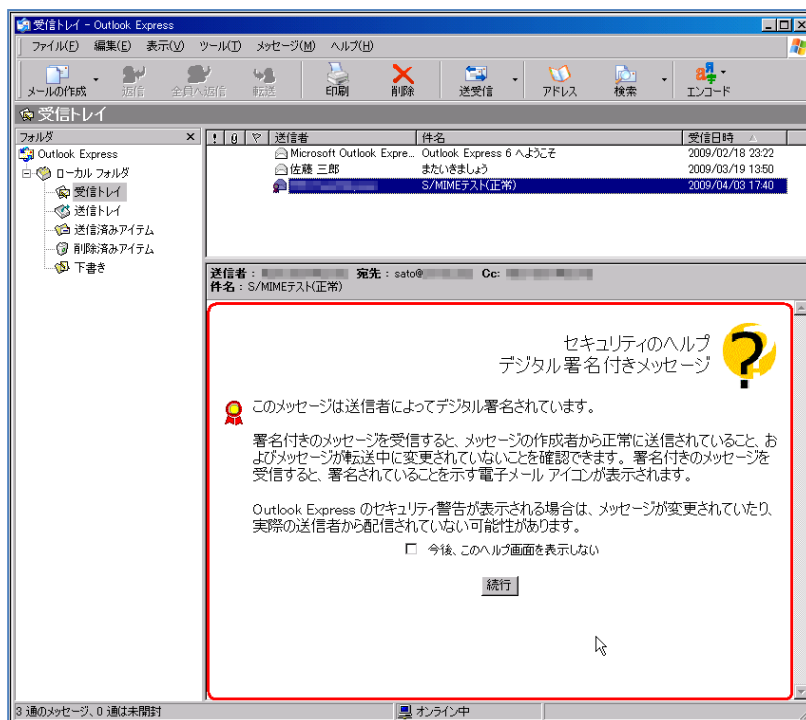 受信トレイ - Outlook Express
ファイル(F) 編集(E) 表示(V) ツール(T) メッセージ(M) ヘルプ(H)
メールの作成 返信 全員へ返信 転送 印刷 削除 送受信 アドレス 検索 エンコード
受信トレイ
フォルダ
Outlook Express
ローカル フォルダ
受信トレイ
送信トレイ
送信済みアイテム
削除済みアイテム
下書き
送信者 件名 受信日時
Microsoft Outlook Expre... Outlook Express 6 へようこそ 2009/02/18 23:22
佐藤 三郎 またいきましょう 2009/03/19 13:50
S/MIMEテスト(正常) 2009/04/03 17:40
送信者： 宛先：sato@ Cc:
件名：S/MIMEテスト(正常)
セキュリティのヘルプ
デジタル署名付きメッセージ
このメッセージは送信者によってデジタル署名されています。
署名付きのメッセージを受信すると、メッセージの作成者から正常に送信されていること、お
よびメッセージが転送中に変更されていないことを確認できます。署名付きのメッセージを
受信すると、署名されていることを示す電子メール アイコンが表示されます。
Outlook Express のセキュリティ警告が表示される場合は、メッセージが変更されていたり、
実際の送信者から配信されていない可能性があります。
今後、このヘルプ画面を表示しない
続行
3 通のメッセージ、0 通は未開封 オンライン中